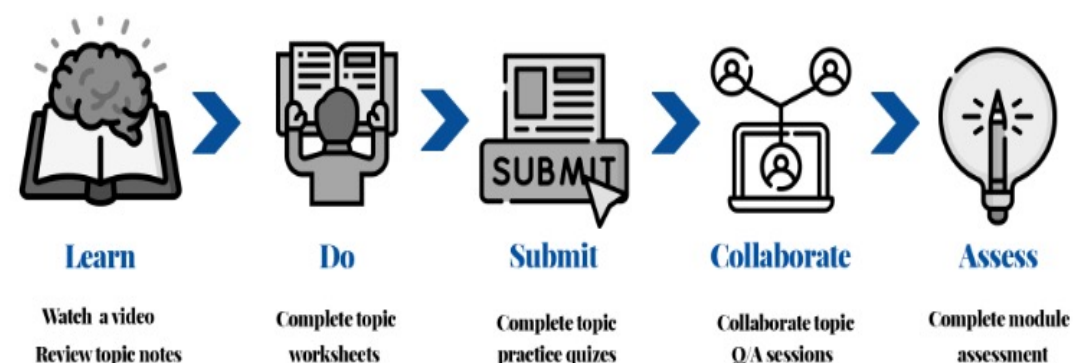 SUBMIT
Learn
Do
Submit
Collaborate
Assess
Watch a video
Review topic notes
Complete topic
worksheets
Complete topic
practice quizes
Collaborate topic
Q/A sessions
Complete module
assessment